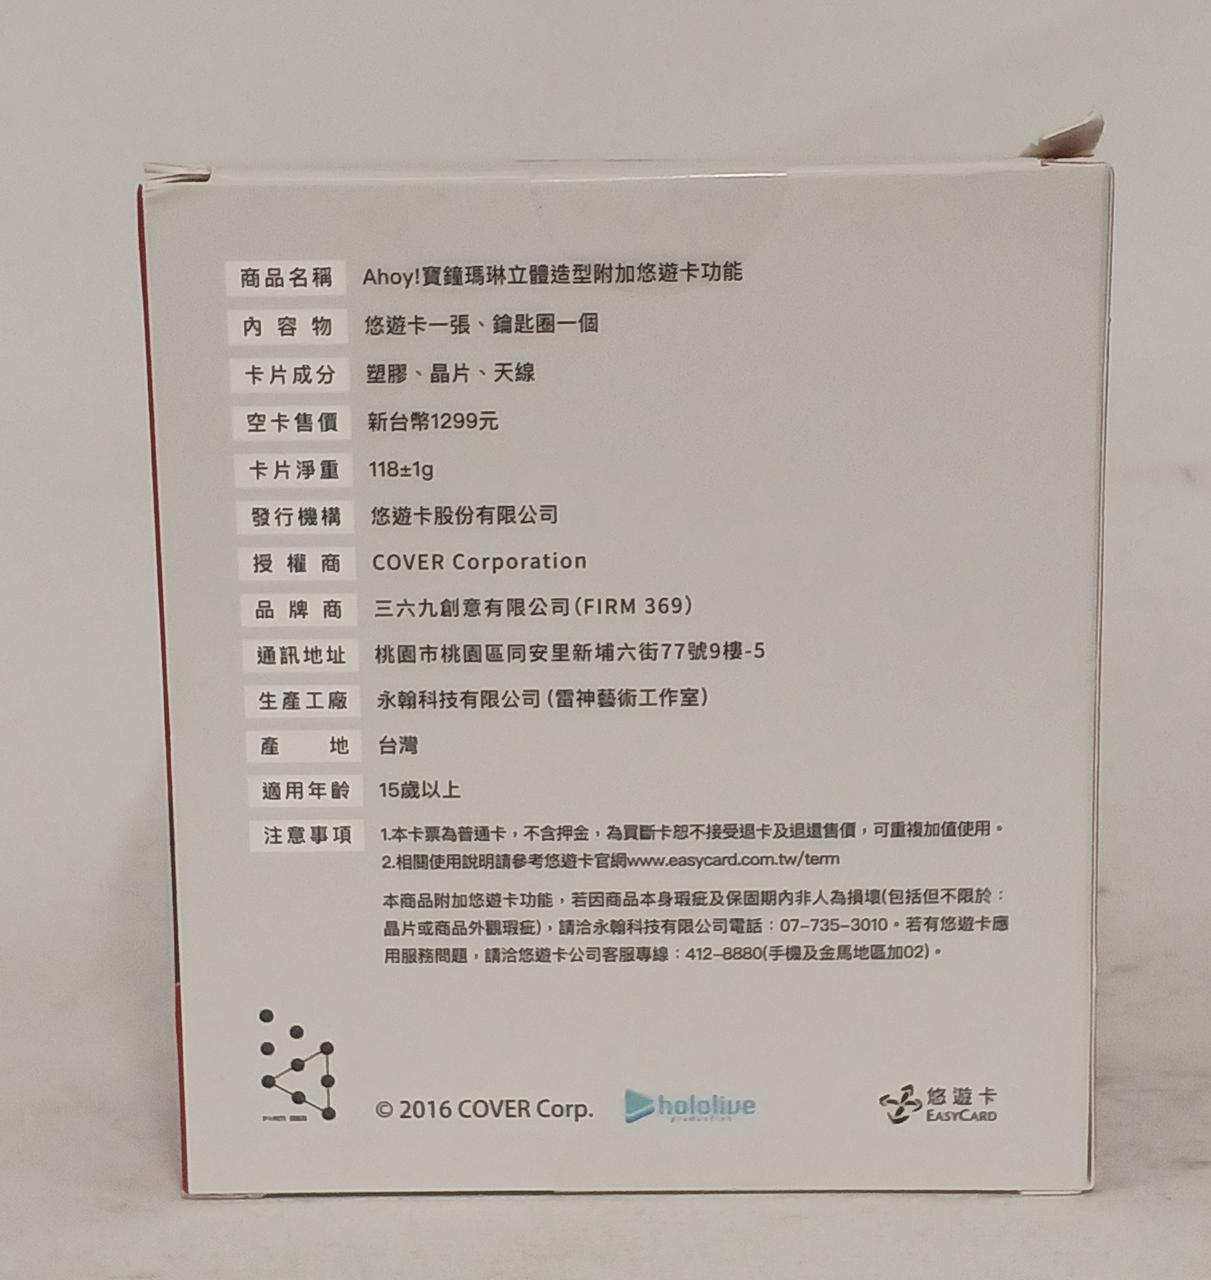 商品名稱 Ahoy!寶鐘瑪琳立體造型附加悠遊卡功能
內容物 悠遊卡一張、鑰匙圈一個
卡片成分 塑膠、晶片、天線
空卡售價 新台幣1299元
卡片淨重 118±1g
發行機構 悠遊卡股份有限公司
授權商 COVER Corporation
品牌商 三六九創意有限公司(FIRM 369)
通訊地址 桃園市桃園區同安里新埔六街77號9樓-5
生產工廠 永翰科技有限公司(雷神藝術工作室)
產地 台灣
適用年齡 15歲以上
注意事項 1.本卡票為普通卡，不含押金，為買斷卡恕不接受退卡及退還售價，可重複加值使用。
2.相關使用說明請參考悠遊卡官網www.easycard.com.tw/term
本商品附加悠遊卡功能，若因商品本身瑕疵及保固期內非人為損壞(包括但不限於：
晶片或商品外觀瑕疵)，請洽永翰科技有限公司電話：07-735-3010。若有悠遊卡應
用服務問題，請洽悠遊卡公司客服專線：412-8880(手機及金馬地區加02)。
© 2016 COVER Corp.
hololive
production
悠遊卡
EASYCARD